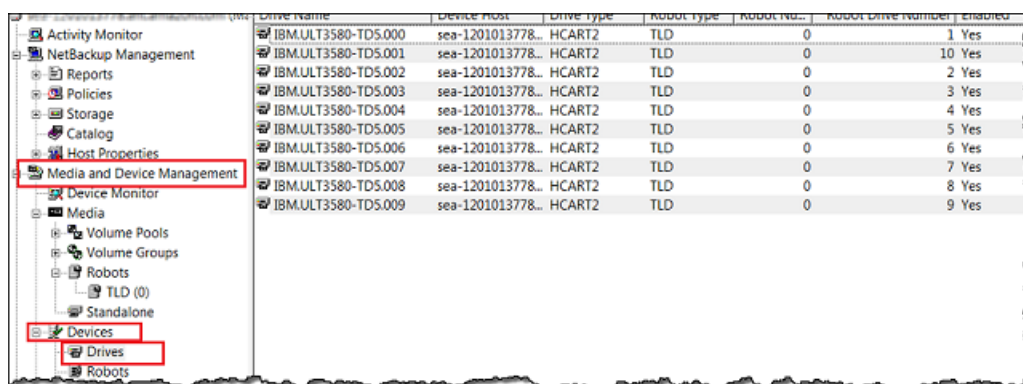 Drive Name Device Host Drive Type Robot Type Robot Nu... Robot Drive Number Enabled
Activity Monitor
NetBackup Management
Reports
Policies
Storage
Catalog
Host Properties
Media and Device Management
Device Monitor
Media
Volume Pools
Volume Groups
Robots
TLD (0)
Standalone
Devices
Drives
Robots
IBM.ULT3580-TD5.000 sea-1201013778... HCART2 TLD 0 1 Yes
IBM.ULT3580-TD5.001 sea-1201013778... HCART2 TLD 0 10 Yes
IBM.ULT3580-TD5.002 sea-1201013778... HCART2 TLD 0 2 Yes
IBM.ULT3580-TD5.003 sea-1201013778... HCART2 TLD 0 3 Yes
IBM.ULT3580-TD5.004 sea-1201013778... HCART2 TLD 0 4 Yes
IBM.ULT3580-TD5.005 sea-1201013778... HCART2 TLD 0 5 Yes
IBM.ULT3580-TD5.006 sea-1201013778... HCART2 TLD 0 6 Yes
IBM.ULT3580-TD5.007 sea-1201013778... HCART2 TLD 0 7 Yes
IBM.ULT3580-TD5.008 sea-1201013778... HCART2 TLD 0 8 Yes
IBM.ULT3580-TD5.009 sea-1201013778... HCART2 TLD 0 9 Yes